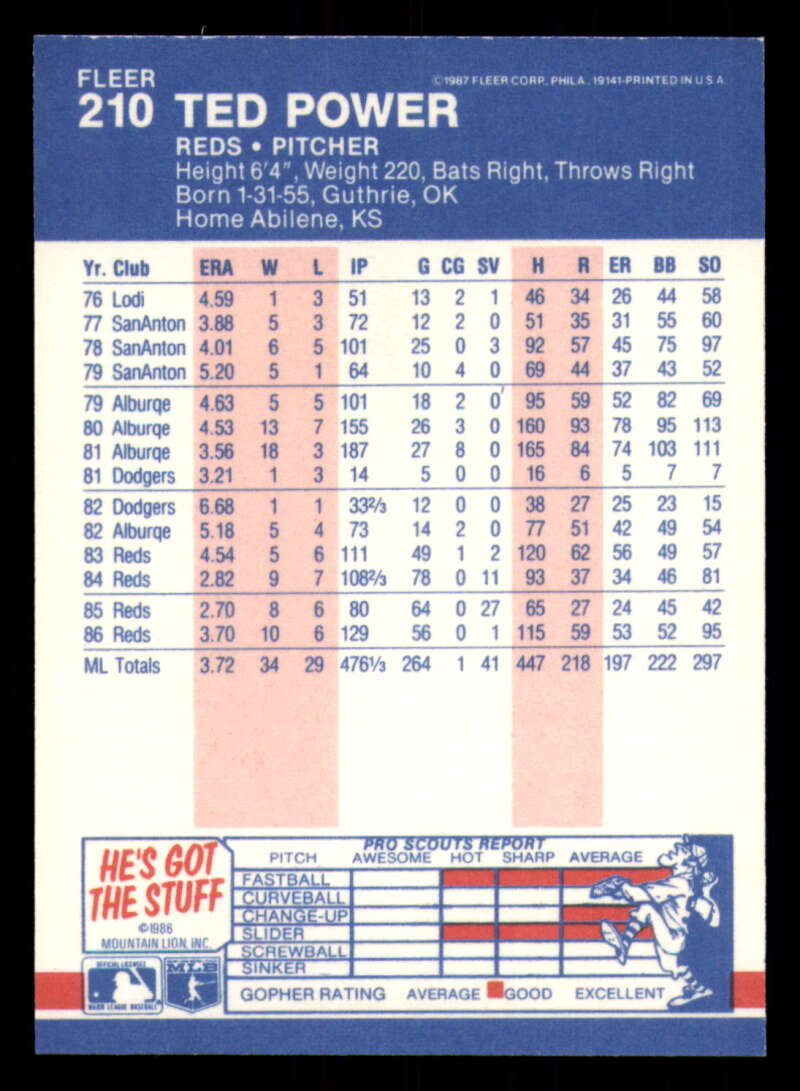 FLEER ©1987 FLEER CORP. PHILA. 19141-PRINTED IN U S A
210 TED POWER
REDS • PITCHER
Height 6'4", Weight 220, Bats Right, Throws Right
Born 1-31-55, Guthrie, OK
Home Abilene, KS
Yr. Club ERA W L IP G CG SV H R ER BB SO
76 Lodi 4.59 1 3 51 13 2 1 46 34 26 44 58
77 SanAnton 3.88 5 3 72 12 2 0 51 35 31 55 60
78 SanAnton 4.01 6 5 101 25 0 3 92 57 45 75 97
79 SanAnton 5.20 5 1 64 10 4 0 69 44 37 43 52
79 Alburqe 4.63 5 5 101 18 2 0 95 59 52 82 69
80 Alburqe 4.53 13 7 155 26 3 0 160 93 78 95 113
81 Alburqe 3.56 18 3 187 27 8 0 165 84 74 103 111
81 Dodgers 3.21 1 3 14 5 0 0 16 6 5 7 7
82 Dodgers 6.68 1 1 33⅔ 12 0 0 38 27 25 23 15
82 Alburqe 5.18 5 4 73 14 2 0 77 51 42 49 54
83 Reds 4.54 5 6 111 49 1 2 120 62 56 49 57
84 Reds 2.82 9 7 108⅔ 78 0 11 93 37 34 46 81
85 Reds 2.70 8 6 80 64 0 27 65 27 24 45 42
86 Reds 3.70 10 6 129 56 0 1 115 59 53 52 95
ML Totals 3.72 34 29 476⅓ 264 1 41 447 218 197 222 297
HE'S GOT
THE STUFF
©1986
MOUNTAIN LION, INC.
OFFICIAL LICENSEE
MAJOR LEAGUE BASEBALL
MLB
PRO SCOUTS REPORT
PITCH AWESOME HOT SHARP AVERAGE
FASTBALL
CURVEBALL
CHANGE-UP
SLIDER
SCREWBALL
SINKER
GOPHER RATING AVERAGE GOOD EXCELLENT